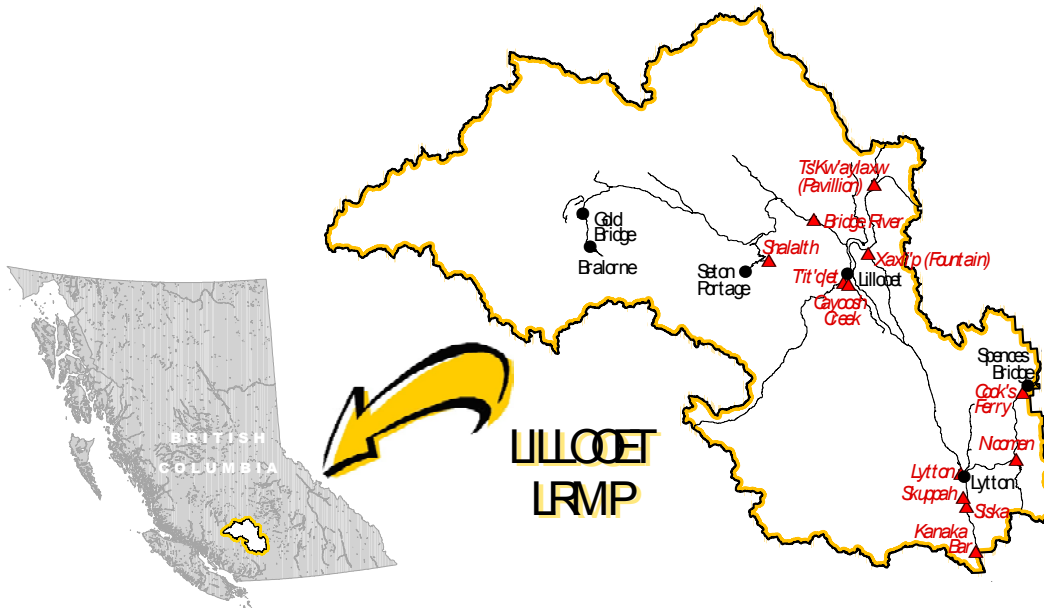 Ts'Kw'aylaxw
(Pavillion)
Bridge River
Gold
Bridge
Shalalth
Xaxli'p (Fountain)
Bralorne
Seton
Portage
T'it'q'et
Lillooet
Cayoosh
Creek
Spences
Bridge
Cook's
Ferry
BRITISH
COLUMBIA
LILLOOET
LRMP
Noomen
Lytton
Lytton
Skuppah
Siska
Kanaka
Bar